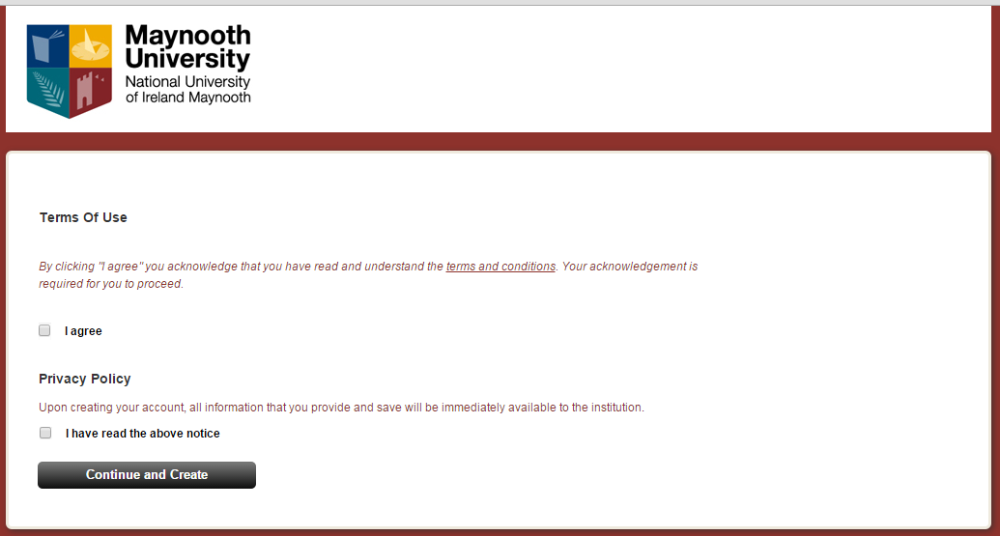 Maynooth
University
National University
of Ireland Maynooth
Terms Of Use
By clicking "I agree" you acknowledge that you have read and understand the terms and conditions. Your acknowledgement is
required for you to proceed.
I agree
Privacy Policy
Upon creating your account, all information that you provide and save will be immediately available to the institution.
I have read the above notice
Continue and Create